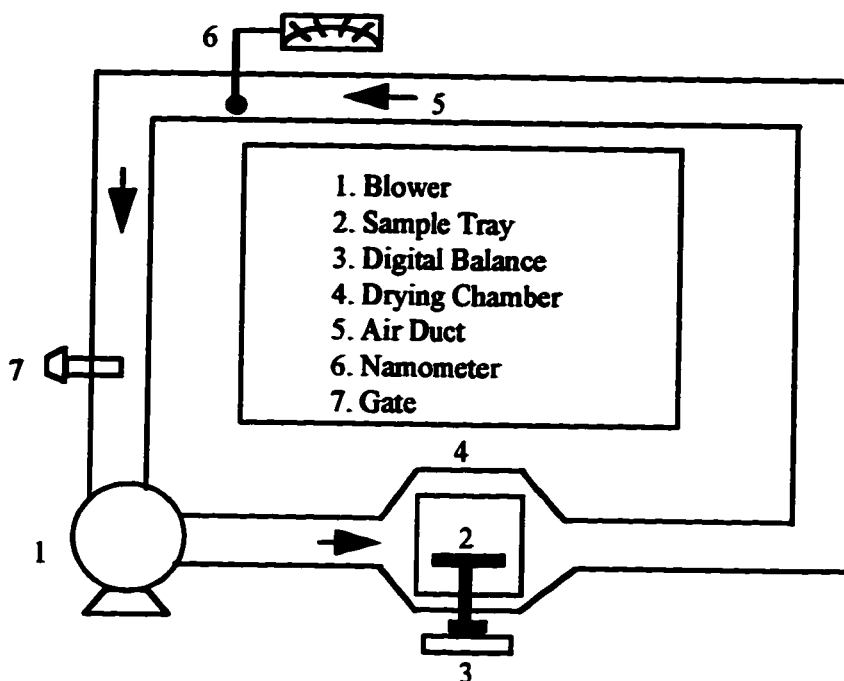 6
5
1. Blower
2. Sample Tray
3. Digital Balance
4. Drying Chamber
5. Air Duct
6. Namometer
7. Gate
7
4
2
1
3